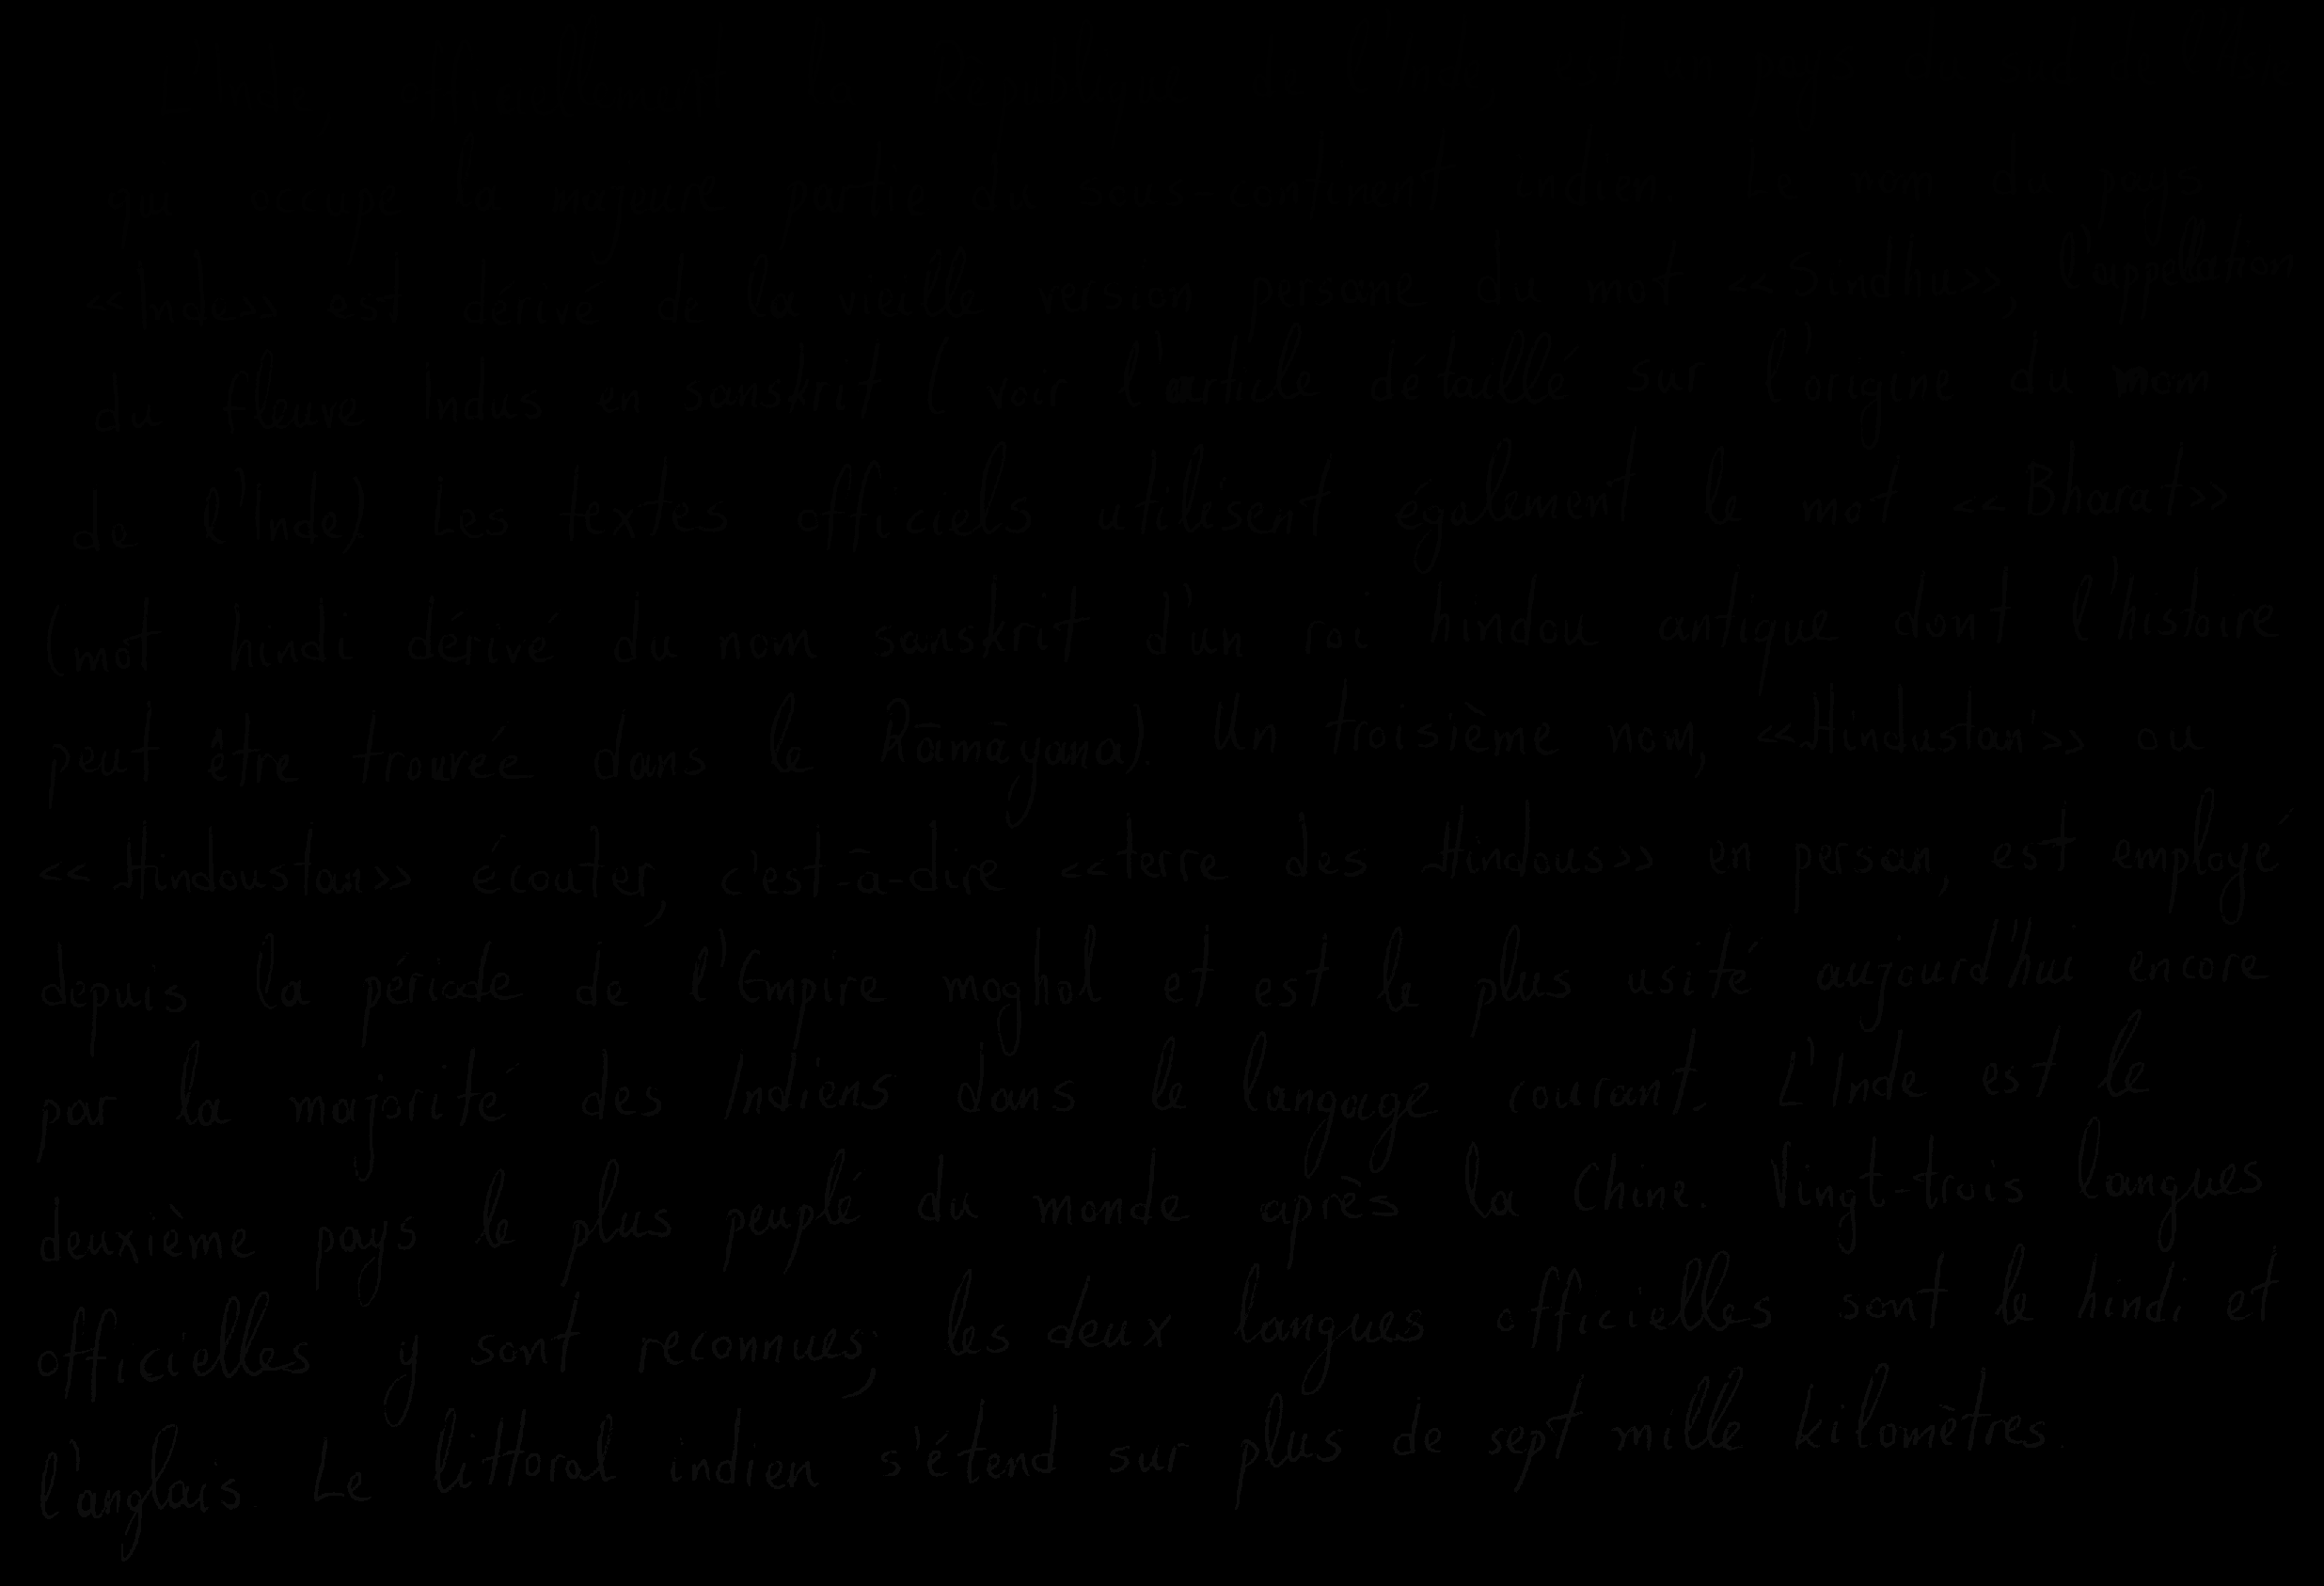 qui occupe la majeure partie du sous-continent indien. Le nom du pays
«Inde» est dérivé de la vieille version persane du mot «Sindhu», l'appellation
du fleuve Indus en sanskrit (voir l'article détaillé sur l'origine du nom
de l'Inde). Les textes officiels utilisent également le mot «Bharat»
(mot hindi dérivé du nom sanskrit d'un roi hindou antique dont l'histoire
peut être trouvée dans le Rāmāyana). Un troisième nom, «Hindustan» ou
«Hindoustan» écouter, c'est-à-dire «terre des Hindous» en persan, est employé
depuis la période de l'Empire moghol et est le plus usité aujourd'hui encore
par la majorité des Indiens dans le langage courant. L'Inde est le
deuxième pays le plus peuplé du monde après la Chine. Vingt-trois langues
officielles y sont reconnues; les deux langues officielles sont le hindi et
l'anglais. Le littoral indien s'étend sur plus de sept mille kilomètres.